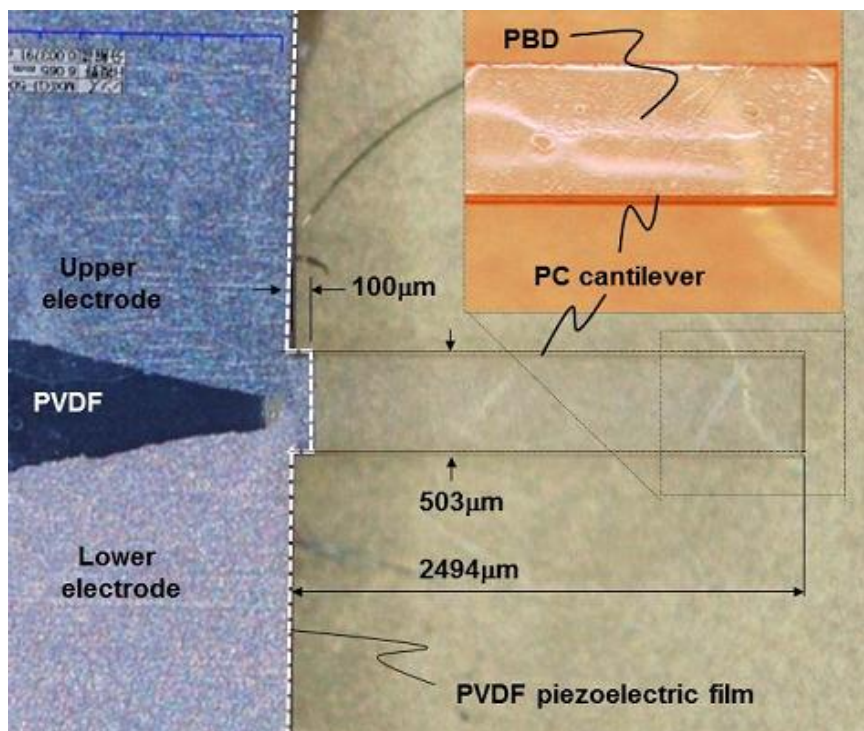 PBD
PC cantilever
Upper
electrode
100μm
PVDF
503μm
Lower
electrode
2494μm
PVDF piezoelectric film